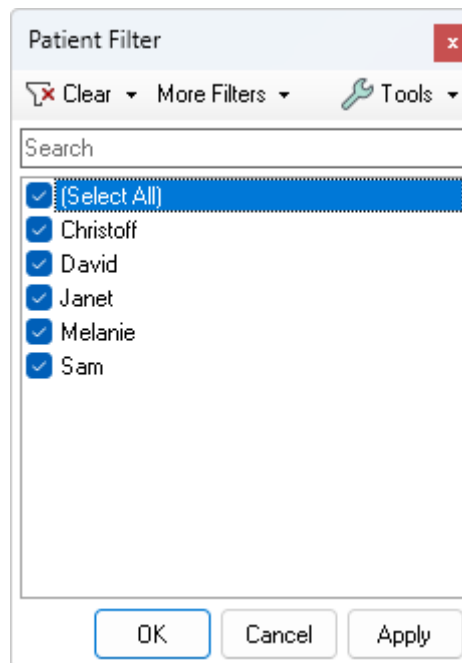 Patient Filter x
Clear More Filters Tools
Search
(Select All)
Christoff
David
Janet
Melanie
Sam
OK Cancel Apply